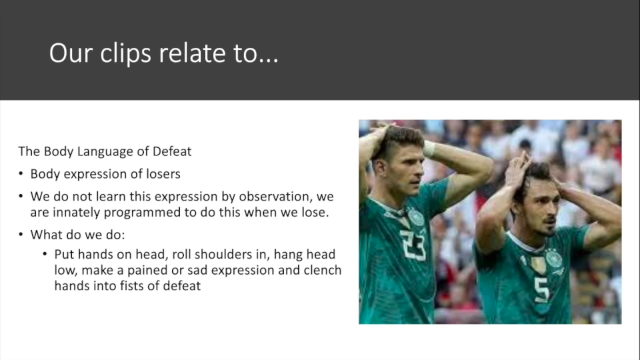 Our clips relate to...
The Body Language of Defeat
• Body expression of losers
• We do not learn this expression by observation, we
are innately programmed to do this when we lose.
• What do we do:
• Put hands on head, roll shoulders in, hang head
low, make a pained or sad expression and clench
hands into fists of defeat
23
5